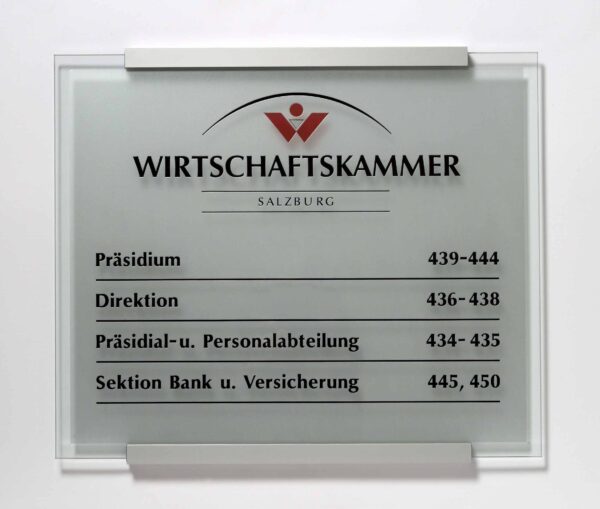 WIRTSCHAFTSKAMMER
SALZBURG
Präsidium 439-444
Direktion 436-438
Präsidial-u. Personalabteilung 434-435
Sektion Bank u. Versicherung 445, 450